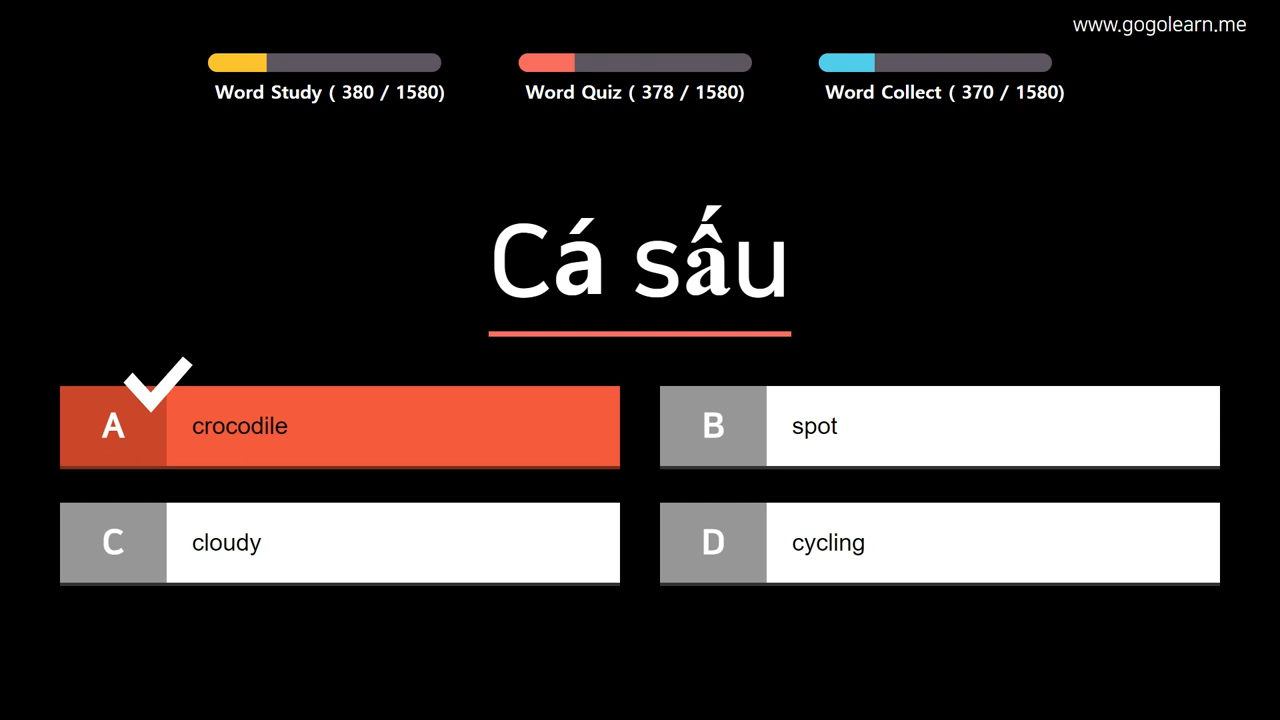 www.gogolearn.me
Word Study ( 380 / 1580)
Word Quiz ( 378 / 1580)
Word Collect ( 370 / 1580)
Cá sấu
A crocodile
B spot
C cloudy
D cycling